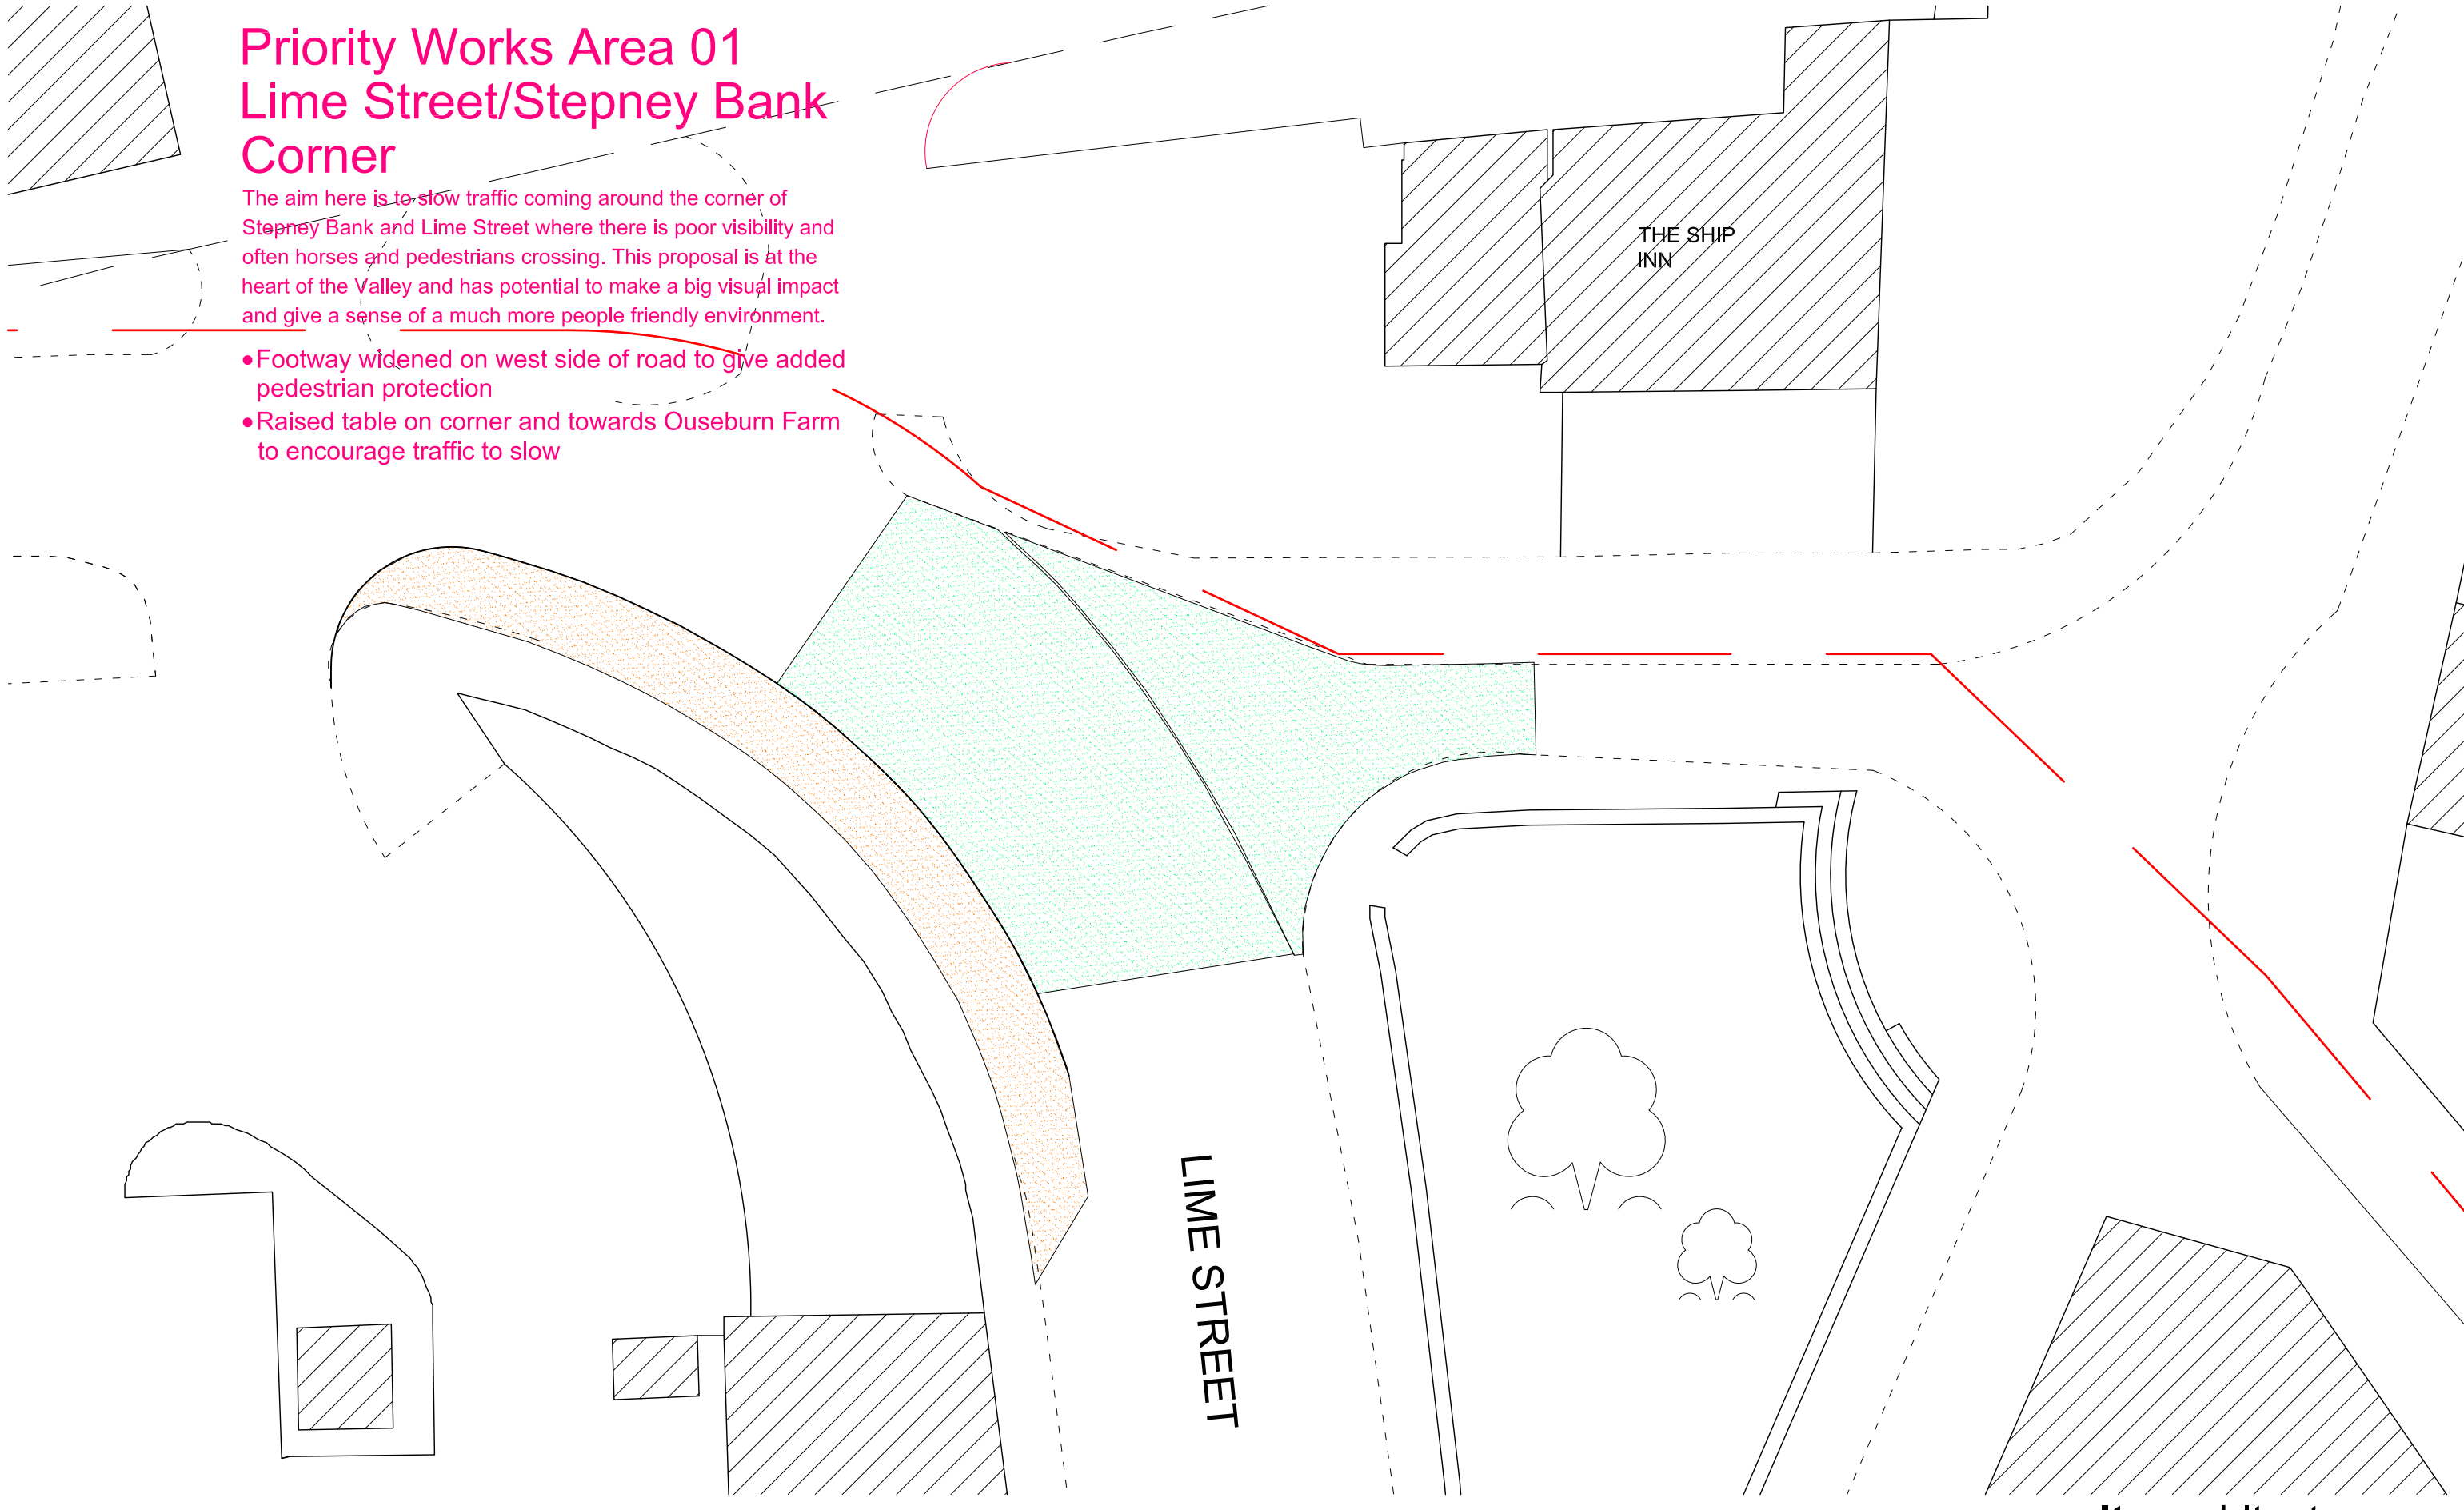 Priority Works Area 01
Lime Street/Stepney Bank
Corner
The aim here is to slow traffic coming around the corner of
Stepney Bank and Lime Street where there is poor visibility and
often horses and pedestrians crossing. This proposal is at the
heart of the Valley and has potential to make a big visual impact
and give a sense of a much more people friendly environment.
•Footway widened on west side of road to give added
pedestrian protection
•Raised table on corner and towards Ouseburn Farm
to encourage traffic to slow
THE SHIP
INN
LIME STREET